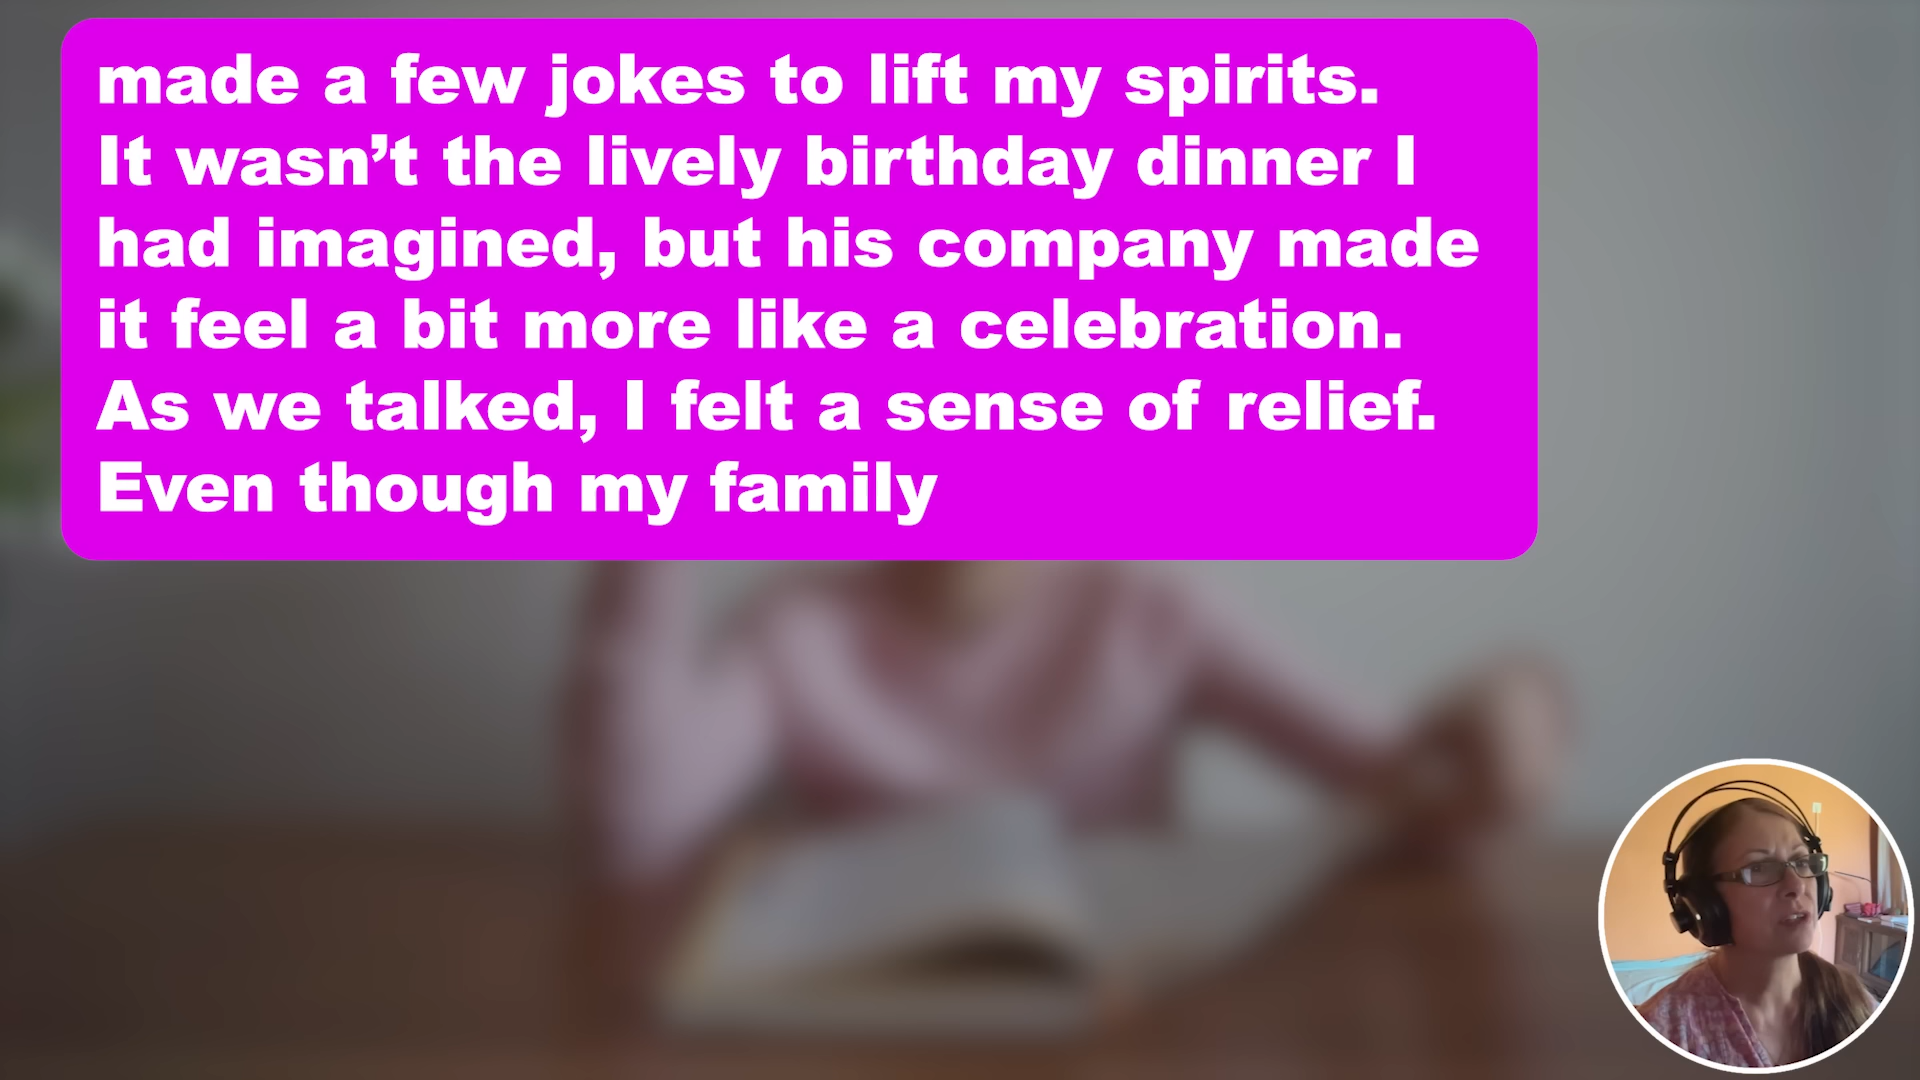 made a few jokes to lift my spirits.
It wasn’t the lively birthday dinner I
had imagined, but his company made
it feel a bit more like a celebration.
As we talked, I felt a sense of relief.
Even though my family